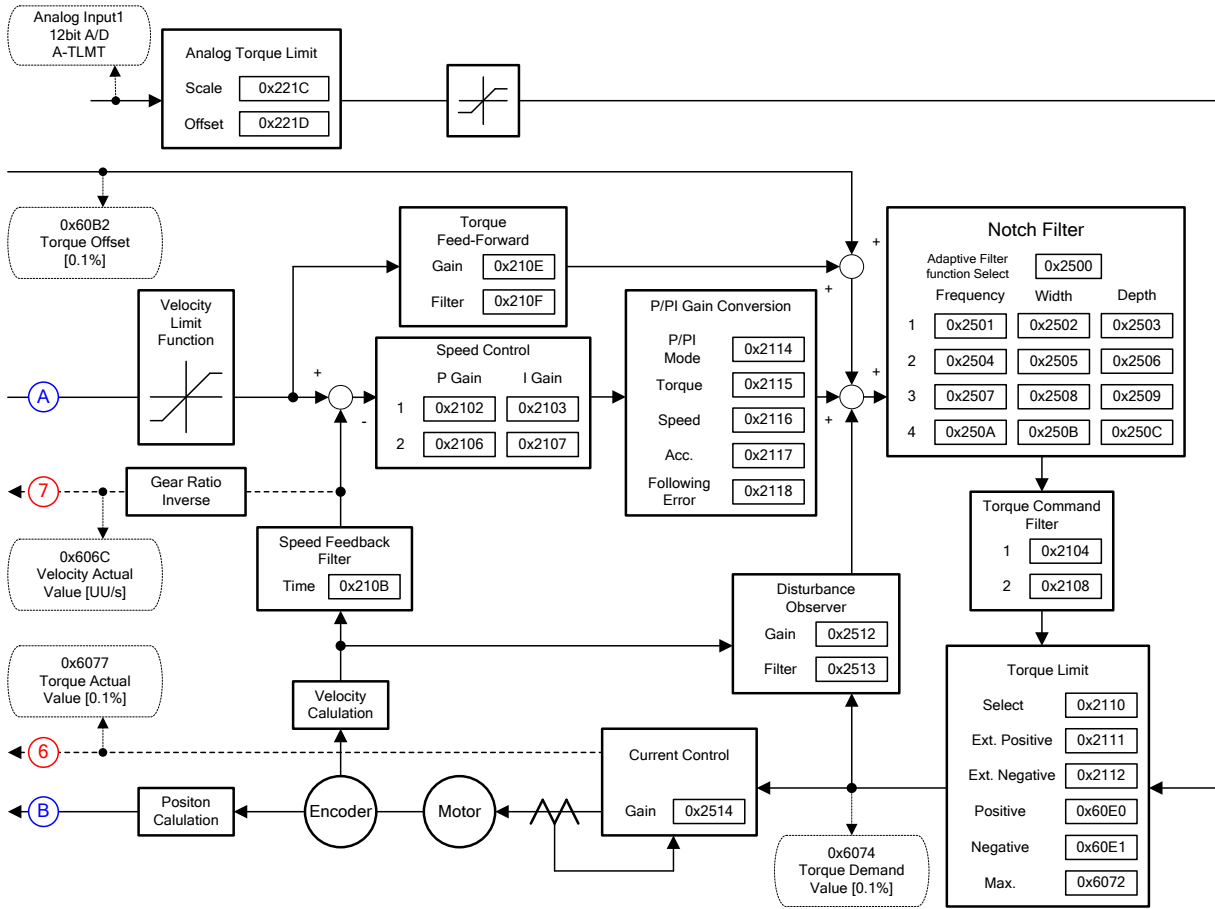 Analog Input1
12bit A/D
A-TLMT
Analog Torque Limit
Scale 0x221C
Offset 0x221D
0x60B2
Torque Offset
[0.1%]
Torque
Feed-Forward
Gain 0x210E
Filter 0x210F
+
+
Notch Filter
Adaptive Filter
function Select 0x2500
Frequency Width Depth
1 0x2501 0x2502 0x2503
2 0x2504 0x2505 0x2506
3 0x2507 0x2508 0x2509
4 0x250A 0x250B 0x250C
Velocity
Limit
Function
A
+
-
Speed Control
P Gain I Gain
1 0x2102 0x2103
2 0x2106 0x2107
P/PI Gain Conversion
P/PI
Mode 0x2114
Torque 0x2115
Speed 0x2116
Acc. 0x2117
Following
Error 0x2118
+
+
7
Gear Ratio
Inverse
0x606C
Velocity Actual
Value [UU/s]
Speed Feedback
Filter
Time 0x210B
Torque Command
Filter
1 0x2104
2 0x2108
Disturbance
Observer
Gain 0x2512
Filter 0x2513
0x6077
Torque Actual
Value [0.1%]
Velocity
Calulation
6
Current Control
Gain 0x2514
Torque Limit
Select 0x2110
Ext. Positive 0x2111
Ext. Negative 0x2112
Positive 0x60E0
Negative 0x60E1
Max. 0x6072
B
Positon
Calulation
Encoder
Motor
0x6074
Torque Demand
Value [0.1%]